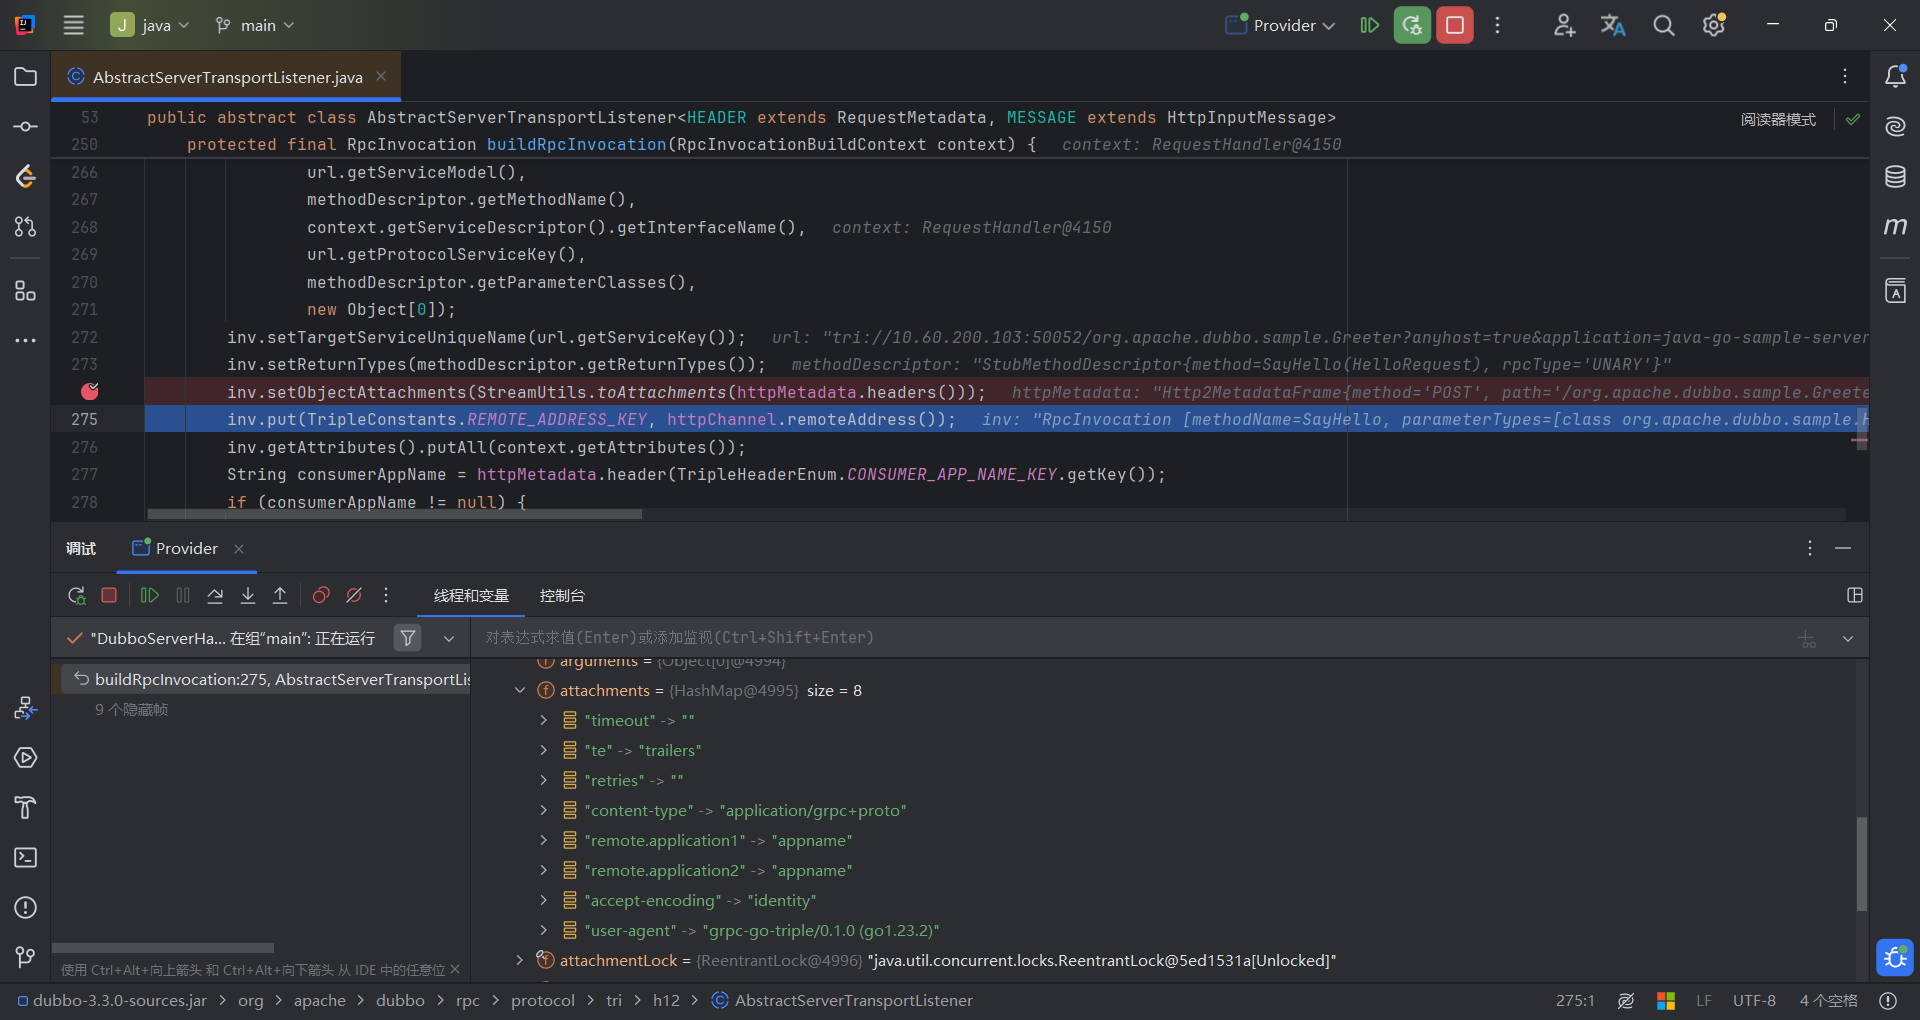 J java main Provider
AbstractServerTransportListener.java
53 public abstract class AbstractServerTransportListener<HEADER extends RequestMetadata, MESSAGE extends HttpInputMessage> 阅读器模式
250 protected final RpcInvocation buildRpcInvocation(RpcInvocationBuildContext context) { context: RequestHandler@4150
266 url.getServiceModel(),
267 methodDescriptor.getMethodName(),
268 context.getServiceDescriptor().getInterfaceName(), context: RequestHandler@4150
269 url.getProtocolServiceKey(),
270 methodDescriptor.getParameterClasses(),
271 new Object[0]);
272 inv.setTargetServiceUniqueName(url.getServiceKey()); url: "tri://10.60.200.103:50052/org.apache.dubbo.sample.Greeter?anyhost=true&application=java-go-sample-server
273 inv.setReturnTypes(methodDescriptor.getReturnTypes()); methodDescriptor: "StubMethodDescriptor{method=SayHello(HelloRequest), rpcType='UNARY'}"
inv.setObjectAttachments(StreamUtils.toAttachments(httpMetadata.headers())); httpMetadata: "Http2MetadataFrame{method='POST', path='/org.apache.dubbo.sample.Greete
275 inv.put(TripleConstants.REMOTE_ADDRESS_KEY, httpChannel.remoteAddress()); inv: "RpcInvocation [methodName=SayHello, parameterTypes=[class org.apache.dubbo.sample.H
276 inv.getAttributes().putAll(context.getAttributes());
277 String consumerAppName = httpMetadata.header(TripleHeaderEnum.CONSUMER_APP_NAME_KEY.getKey());
278 if (consumerAppName != null) {
调试 Provider
线程和变量 控制台
"DubboServerHa... 在组"main": 正在运行 对表达式求值(Enter)或添加监视(Ctrl+Shift+Enter)
buildRpcInvocation:275, AbstractServerTransportLis
9 个隐藏帧
arguments = {Object[0]@4994}
attachments = {HashMap@4995} size = 8
"timeout" -> ""
"te" -> "trailers"
"retries" -> ""
"content-type" -> "application/grpc+proto"
"remote.application1" -> "appname"
"remote.application2" -> "appname"
"accept-encoding" -> "identity"
"user-agent" -> "grpc-go-triple/0.1.0 (go1.23.2)"
attachmentLock = {ReentrantLock@4996} "java.util.concurrent.locks.ReentrantLock@5ed1531a[Unlocked]"
使用 Ctrl+Alt+向上箭头 和 Ctrl+Alt+向下箭头 从 IDE 中的任意位
dubbo-3.3.0-sources.jar > org > apache > dubbo > rpc > protocol > tri > h12 > AbstractServerTransportListener 275:1 LF UTF-8 4 个空格